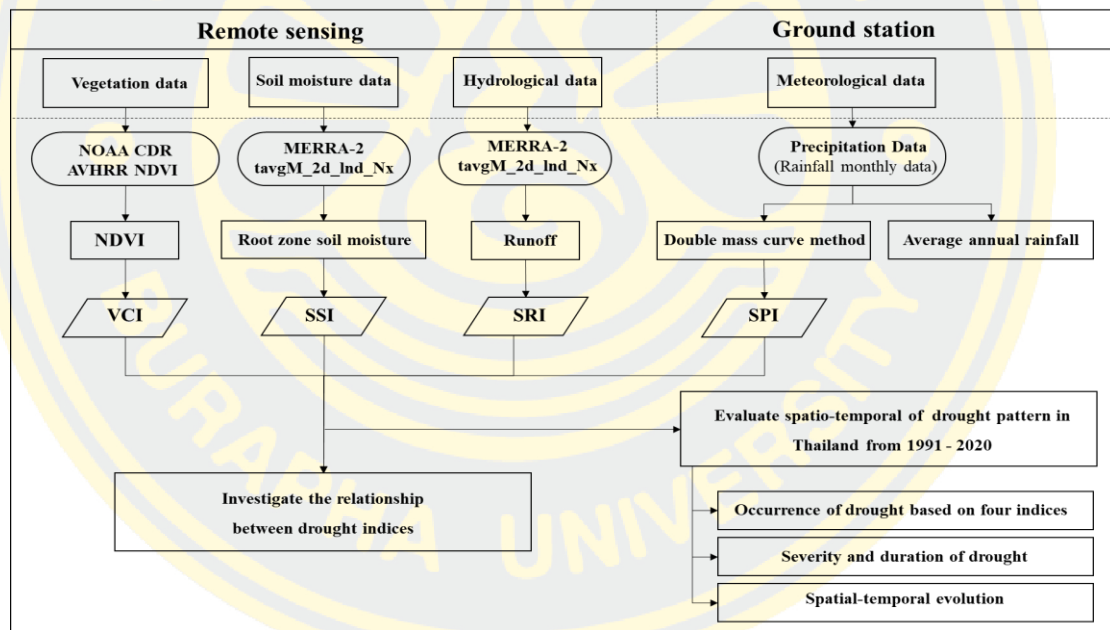 Remote sensing
Ground station
Vegetation data
Soil moisture data
Hydrological data
Meteorological data
NOAA CDR
AVHRR NDVI
MERRA-2
tavgM_2d_lnd_Nx
MERRA-2
tavgM_2d_lnd_Nx
Precipitation Data
(Rainfall monthly data)
NDVI
Root zone soil moisture
Runoff
Double mass curve method
Average annual rainfall
VCI
SSI
SRI
SPI
Evaluate spatio-temporal of drought pattern in
Thailand from 1991 - 2020
Investigate the relationship
between drought indices
Occurrence of drought based on four indices
Severity and duration of drought
Spatial-temporal evolution
BURAPHA UNIVERSITY